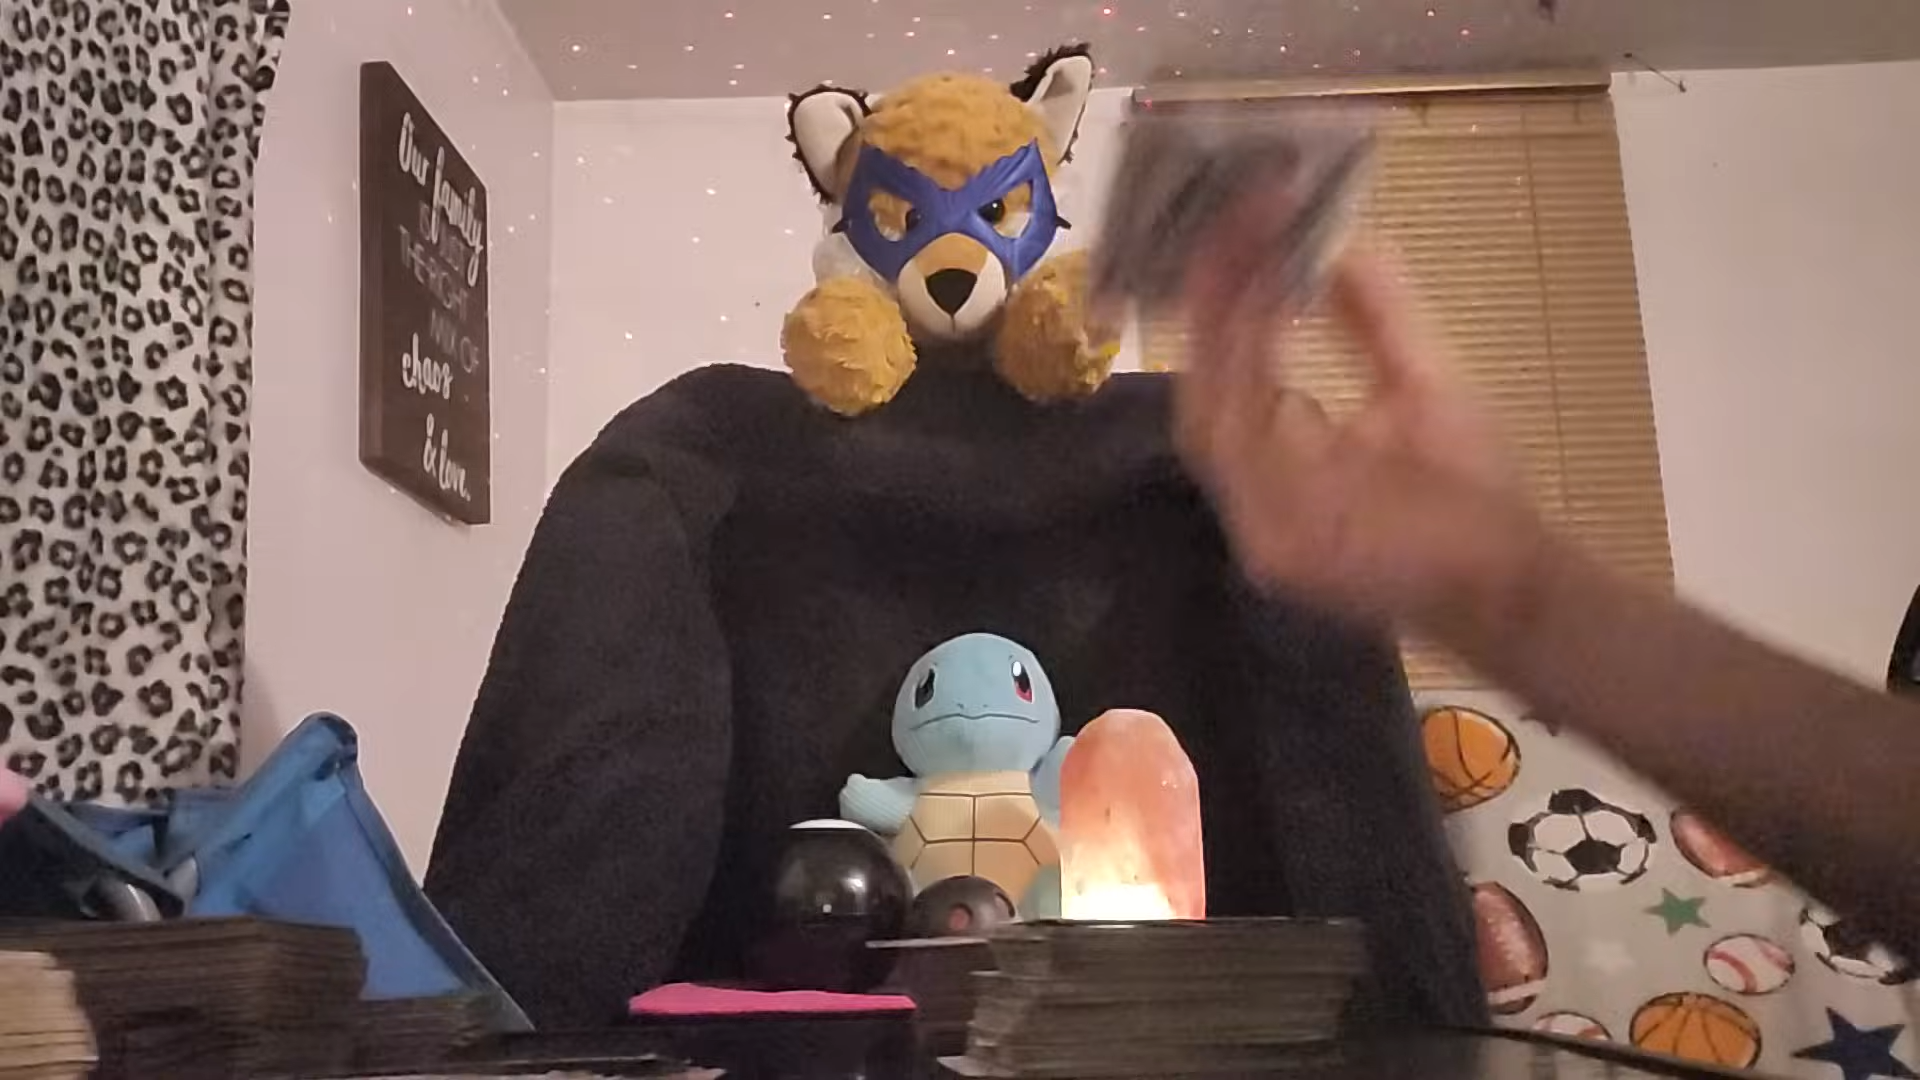 Our family
IS JUST
THE RIGHT
MIX OF
chaos
& love.